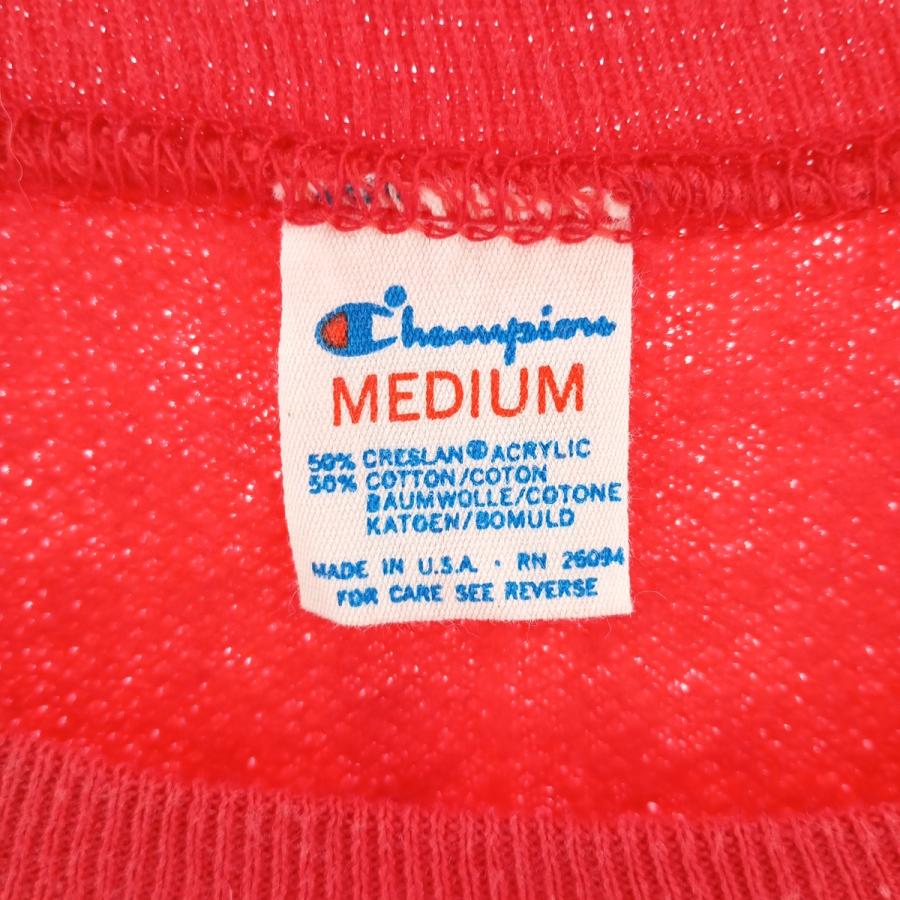 Champion
MEDIUM
50% CRESLAN® ACRYLIC
50% COTTON/COTON
BAUMWOLLE/COTONE
KATOEN/BOMULD
MADE IN U.S.A. · RN 26094
FOR CARE SEE REVERSE